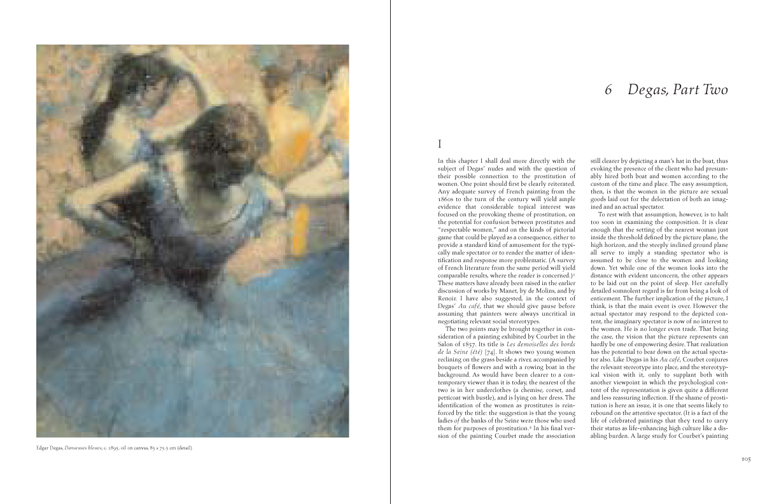 6 Degas, Part Two
I
In this chapter I shall deal more directly with the
subject of Degas' nudes and with the question of
their possible connection to the prostitution of
women. One point should first be clearly reiterated.
Any adequate survey of French painting from the
1860s to the turn of the century will yield ample
evidence that considerable topical interest was
focused on the provoking theme of prostitution, on
the potential for confusion between prostitutes and
"respectable women," and on the kinds of pictorial
game that could be played as a consequence, either to
provide a standard kind of amusement for the typi-
cally male spectator or to render the matter of iden-
tification and response more problematic. (A survey
of French literature from the same period will yield
comparable results, where the reader is concerned.)¹
These matters have already been raised in the earlier
discussion of works by Manet, by de Molins, and by
Renoir. I have also suggested, in the context of
Degas' Au café, that we should give pause before
assuming that painters were always uncritical in
negotiating relevant social stereotypes.
The two points may be brought together in con-
sideration of a painting exhibited by Courbet in the
Salon of 1857. Its title is Les demoiselles des bords
de la Seine (été) [74]. It shows two young women
reclining on the grass beside a river, accompanied by
bouquets of flowers and with a rowing boat in the
background. As would have been clearer to a con-
temporary viewer than it is today, the nearest of the
two is in her underclothes (a chemise, corset, and
petticoat with bustle), and is lying on her dress. The
identification of the women as prostitutes is rein-
forced by the title: the suggestion is that the young
ladies of the banks of the Seine were those who used
them for purposes of prostitution.² In his final ver-
sion of the painting Courbet made the association
still clearer by depicting a man's hat in the boat, thus
evoking the presence of the client who had presum-
ably hired both boat and women according to the
custom of the time and place. The easy assumption,
then, is that the women in the picture are sexual
goods laid out for the delectation of both an imag-
ined and an actual spectator.
To rest with that assumption, however, is to halt
too soon in examining the composition. It is clear
enough that the setting of the nearest woman just
inside the threshold defined by the picture plane, the
high horizon, and the steeply inclined ground plane
all serve to imply a standing spectator who is
assumed to be close to the women and looking
down. Yet while one of the women looks into the
distance with evident unconcern, the other appears
to be laid out on the point of sleep. Her carefully
detailed somnolent regard is far from being a look of
enticement. The further implication of the picture, I
think, is that the main event is over. However the
actual spectator may respond to the depicted con-
tent, the imaginary spectator is now of no interest to
the women. He is no longer even trade. That being
the case, the vision that the picture represents can
hardly be one of empowering desire. That realization
has the potential to bear down on the actual specta-
tor also. Like Degas in his Au café, Courbet conjures
the relevant stereotype into place, and the stereotyp-
ical vision with it, only to supplant both with
another viewpoint in which the psychological con-
tent of the representation is given quite a different
and less reassuring inflection. If the shame of prosti-
tution is here an issue, it is one that seems likely to
rebound on the attentive spectator. (It is a fact of the
life of celebrated paintings that they tend to carry
their status as life-enhancing high culture like a dis-
abling burden. A large study for Courbet's painting
Edgar Degas, Danseuses bleues, c. 1890, oil on canvas, 85 x 75.5 cm (detail)
105